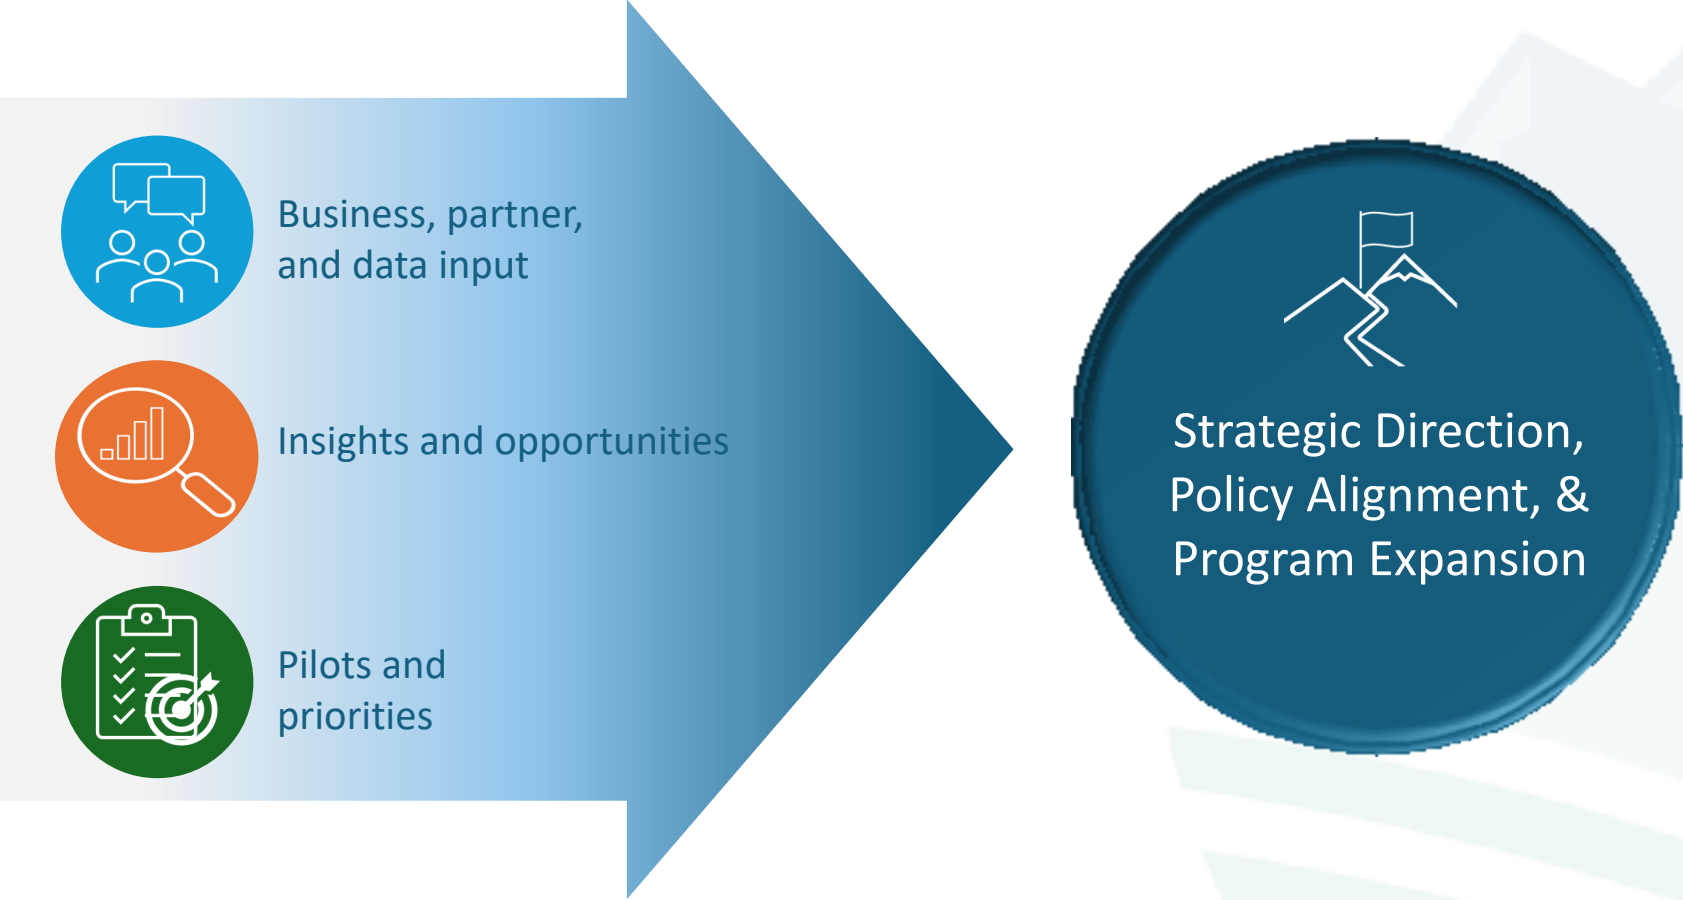 Business, partner,
and data input
Insights and opportunities
Pilots and
priorities
Strategic Direction,
Policy Alignment, &
Program Expansion